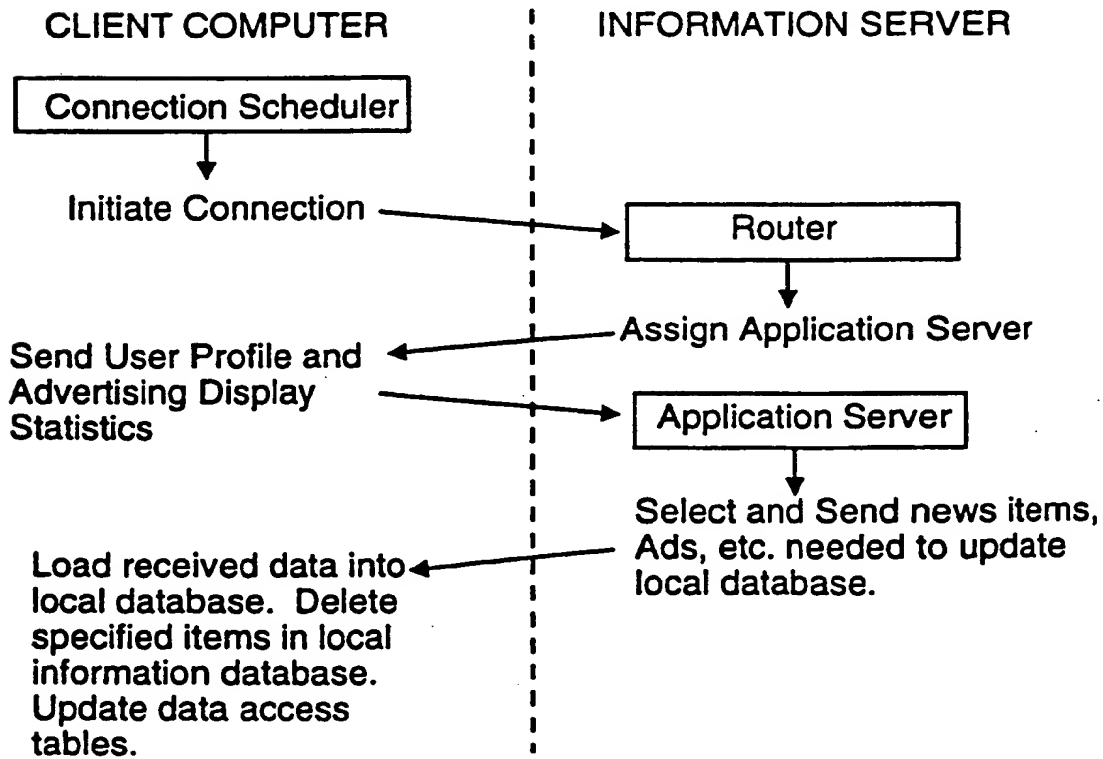 CLIENT COMPUTER
INFORMATION SERVER
Connection Scheduler
Initiate Connection
Router
Assign Application Server
Send User Profile and
Advertising Display
Statistics
Application Server
Select and Send news items,
Ads, etc. needed to update
local database.
Load received data into
local database. Delete
specified items in local
information database.
Update data access
tables.